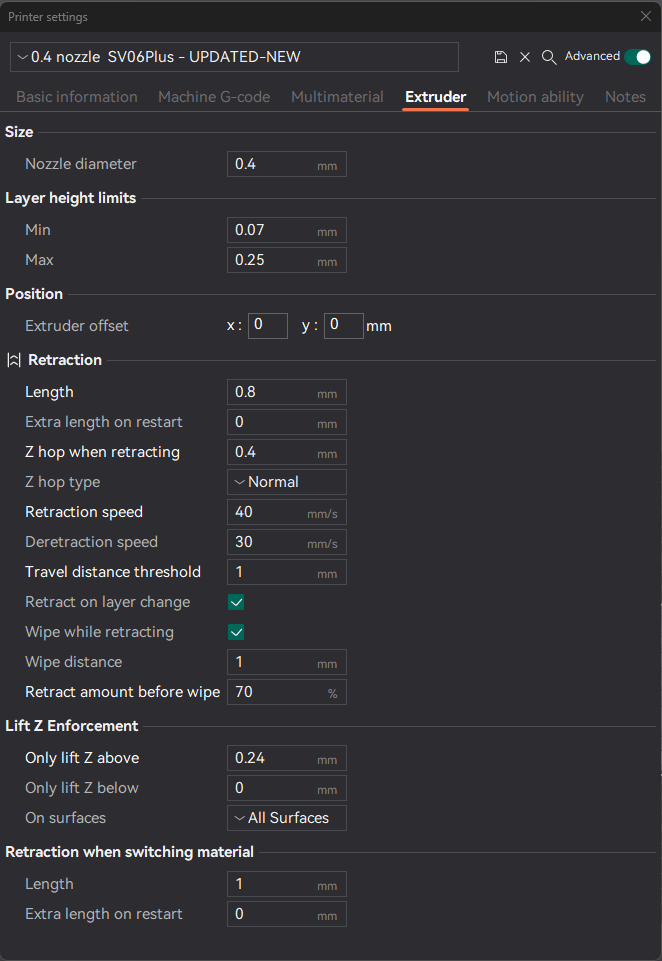 Printer settings
0.4 nozzle SV06Plus - UPDATED-NEW
Advanced
Basic information Machine G-code Multimaterial Extruder Motion ability Notes
Size
Nozzle diameter 0.4 mm
Layer height limits
Min 0.07 mm
Max 0.25 mm
Position
Extruder offset x : 0 y : 0 mm
Retraction
Length 0.8 mm
Extra length on restart 0 mm
Z hop when retracting 0.4 mm
Z hop type Normal
Retraction speed 40 mm/s
Deretraction speed 30 mm/s
Travel distance threshold 1 mm
Retract on layer change
Wipe while retracting
Wipe distance 1 mm
Retract amount before wipe 70 %
Lift Z Enforcement
Only lift Z above 0.24 mm
Only lift Z below 0 mm
On surfaces All Surfaces
Retraction when switching material
Length 1 mm
Extra length on restart 0 mm